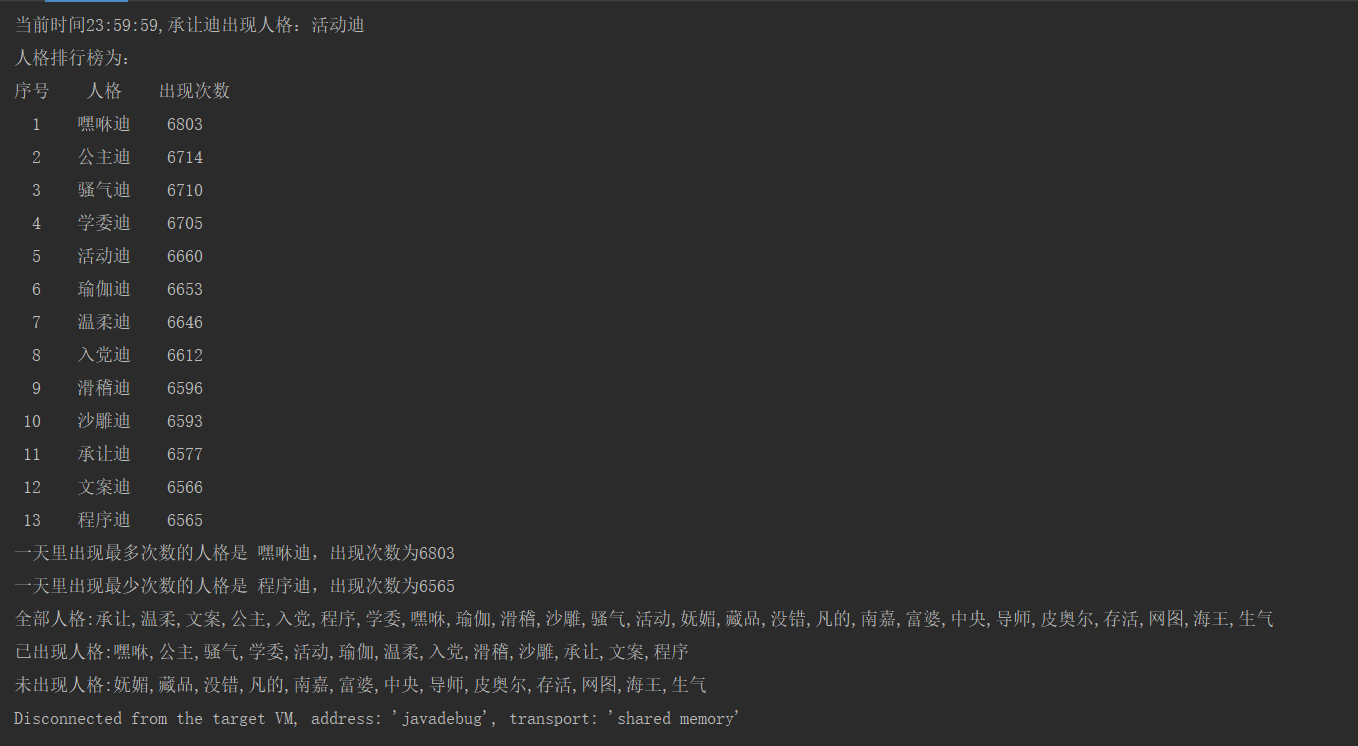 当前时间23:59:59,承让迪出现人格：活动迪
人格排行榜为：
序号 人格 出现次数
1 嘿咻迪 6803
2 公主迪 6714
3 骚气迪 6710
4 学委迪 6705
5 活动迪 6660
6 瑜伽迪 6653
7 温柔迪 6646
8 入党迪 6612
9 滑稽迪 6596
10 沙雕迪 6593
11 承让迪 6577
12 文案迪 6566
13 程序迪 6565
一天里出现最多次数的人格是 嘿咻迪，出现次数为6803
一天里出现最少次数的人格是 程序迪，出现次数为6565
全部人格:承让,温柔,文案,公主,入党,程序,学委,嘿咻,瑜伽,滑稽,沙雕,骚气,活动,妩媚,藏品,没错,凡的,南嘉,富婆,中央,导师,皮奥尔,存活,网图,海王,生气
已出现人格:嘿咻,公主,骚气,学委,活动,瑜伽,温柔,入党,滑稽,沙雕,承让,文案,程序
未出现人格:妩媚,藏品,没错,凡的,南嘉,富婆,中央,导师,皮奥尔,存活,网图,海王,生气
Disconnected from the target VM, address: 'javadebug', transport: 'shared memory'